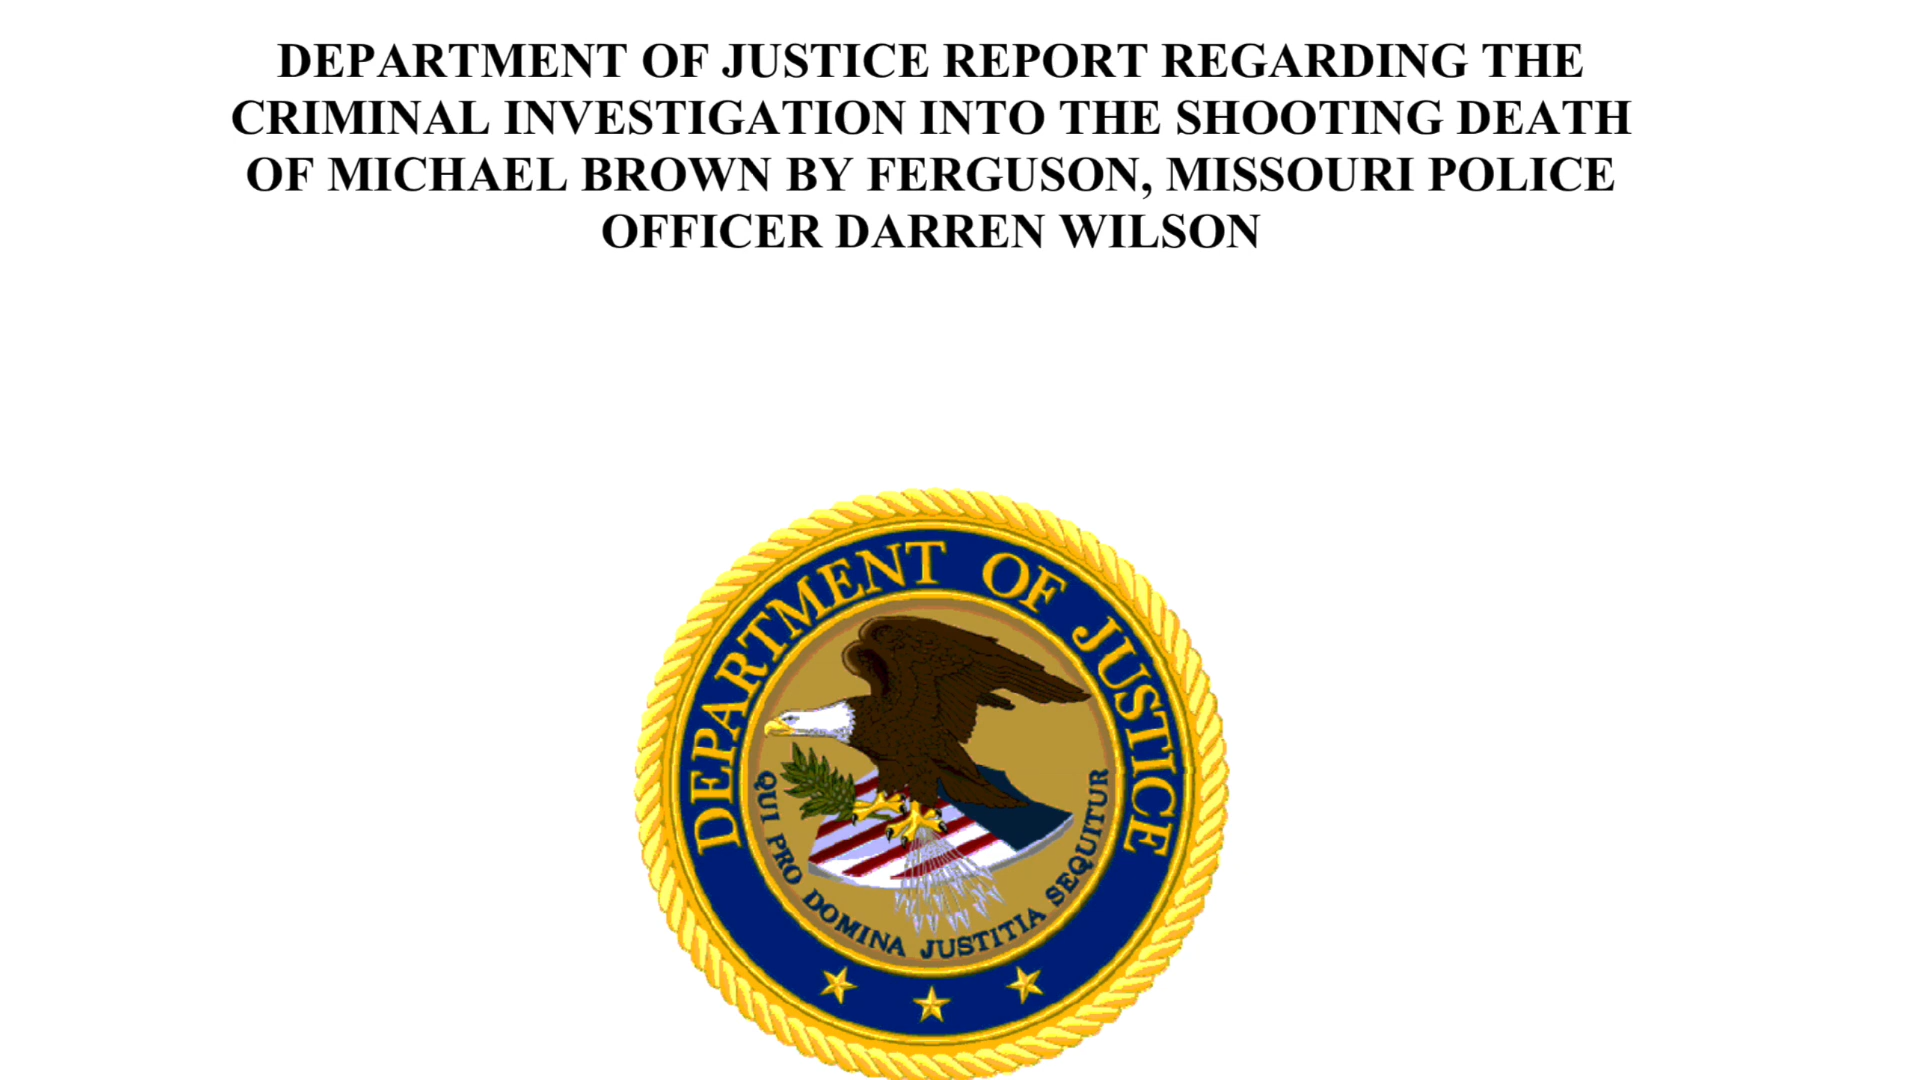 DEPARTMENT OF JUSTICE REPORT REGARDING THE
CRIMINAL INVESTIGATION INTO THE SHOOTING DEATH
OF MICHAEL BROWN BY FERGUSON, MISSOURI POLICE
OFFICER DARREN WILSON
DEPARTMENT OF JUSTICE
QUI PRO DOMINA JUSTITIA SEQUITUR